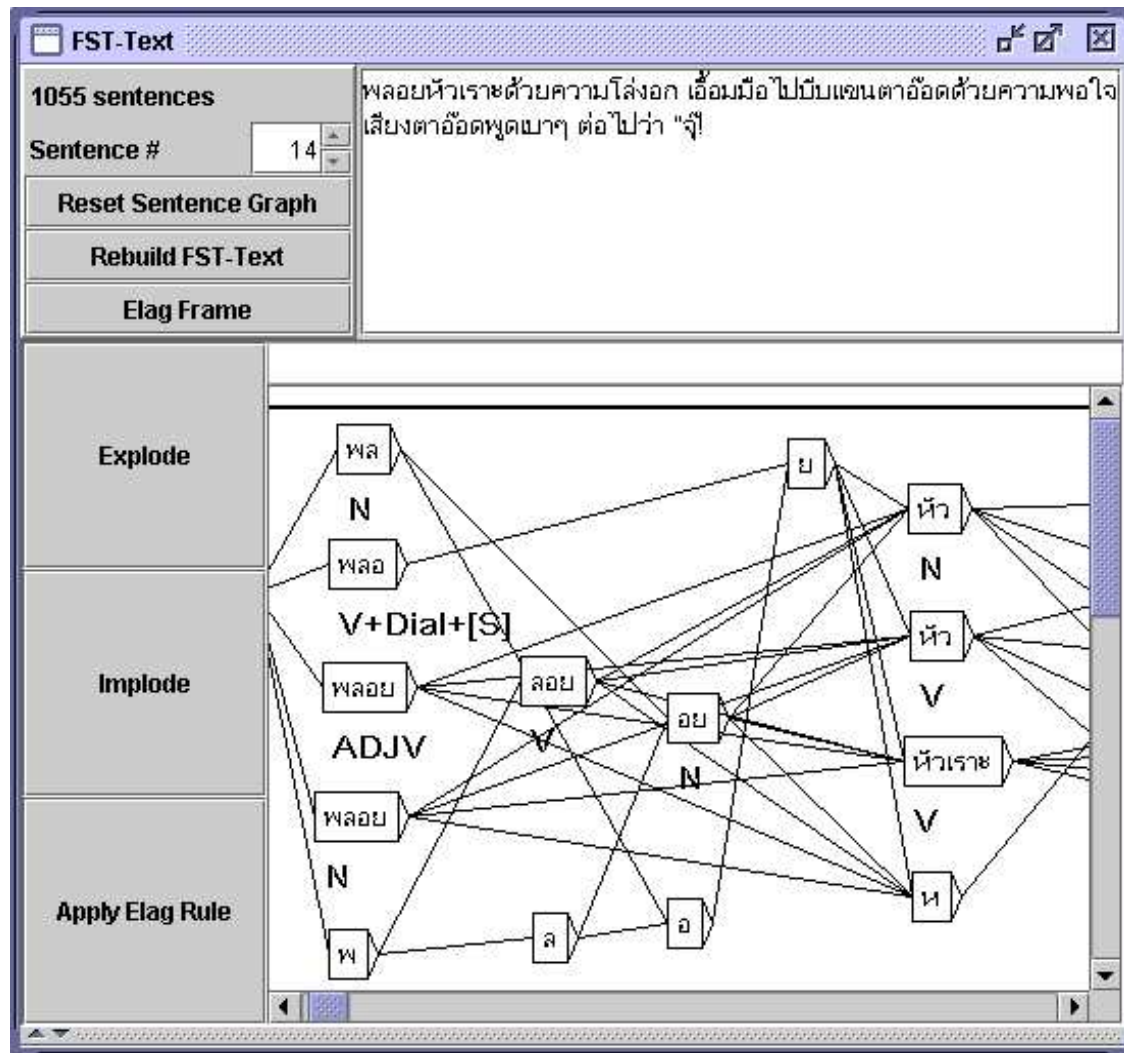 FST-Text
1055 sentences
Sentence # 14
Reset Sentence Graph
Rebuild FST-Text
Elag Frame
พลอยหัวเราะด้วยความโล่งอก เอื้อมมือไปบีบแขนตาอ๊อดด้วยความพอใจ
เสียงตาอ๊อดพูดเบาๆ ต่อไปว่า "จุ๊!
Explode
Implode
Apply Elag Rule
พล
N
พลอ
V+Dial+[S]
พลอย
ADJV
พลอย
N
พ
ลอย
V
ล
อย
N
อ
ย
หัว
N
หัว
V
หัวเราะ
V
ห